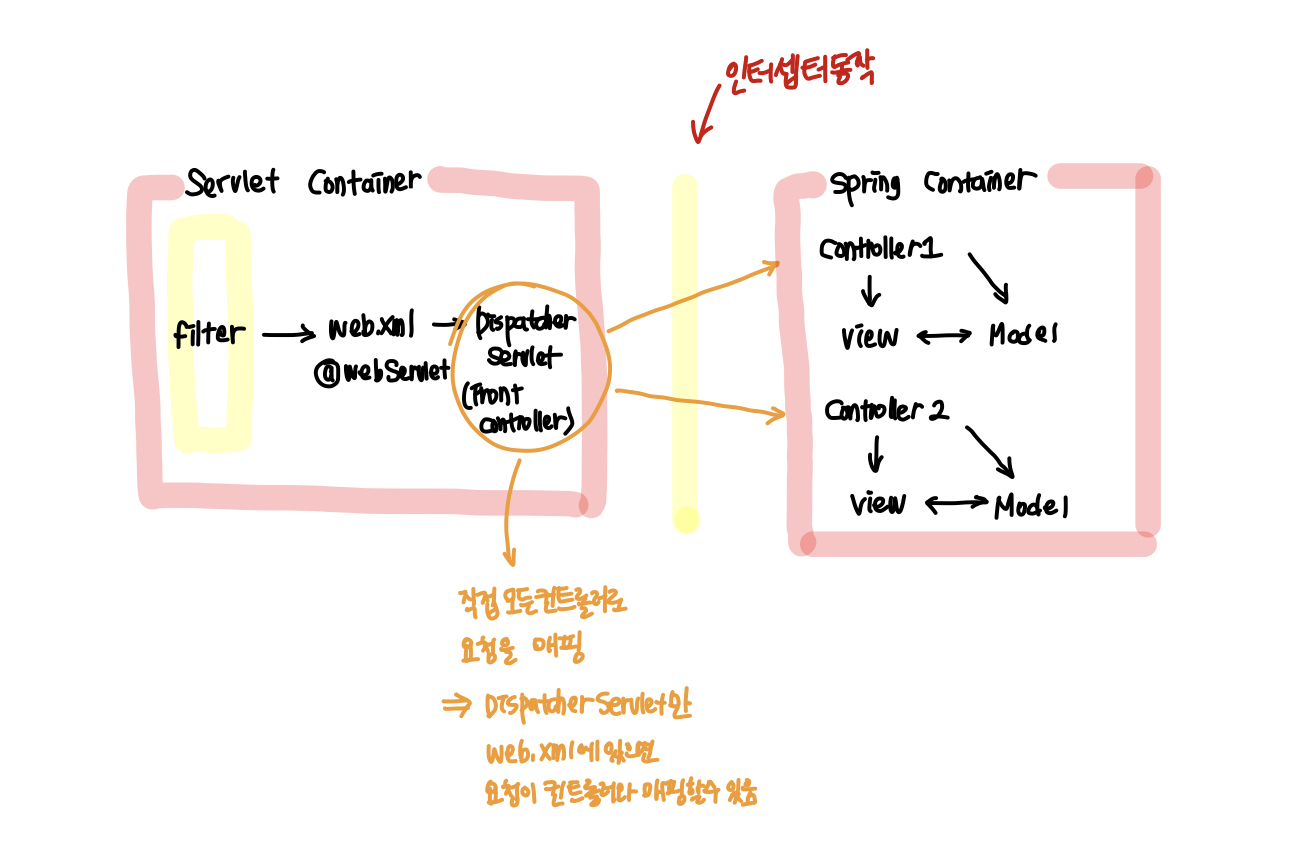 인터셉터동작
Servlet Container
filter
web.xml
@webServlet
Dispatcher
servlet
(front
controller)
직접 모든컨트롤러로
요청을 매핑
⇒ DispatcherServlet만
web.xml에 있으면
요청이 컨트롤러와 매핑할수 있음
spring Container
Controller1
view
Model
Controller 2
view
Model